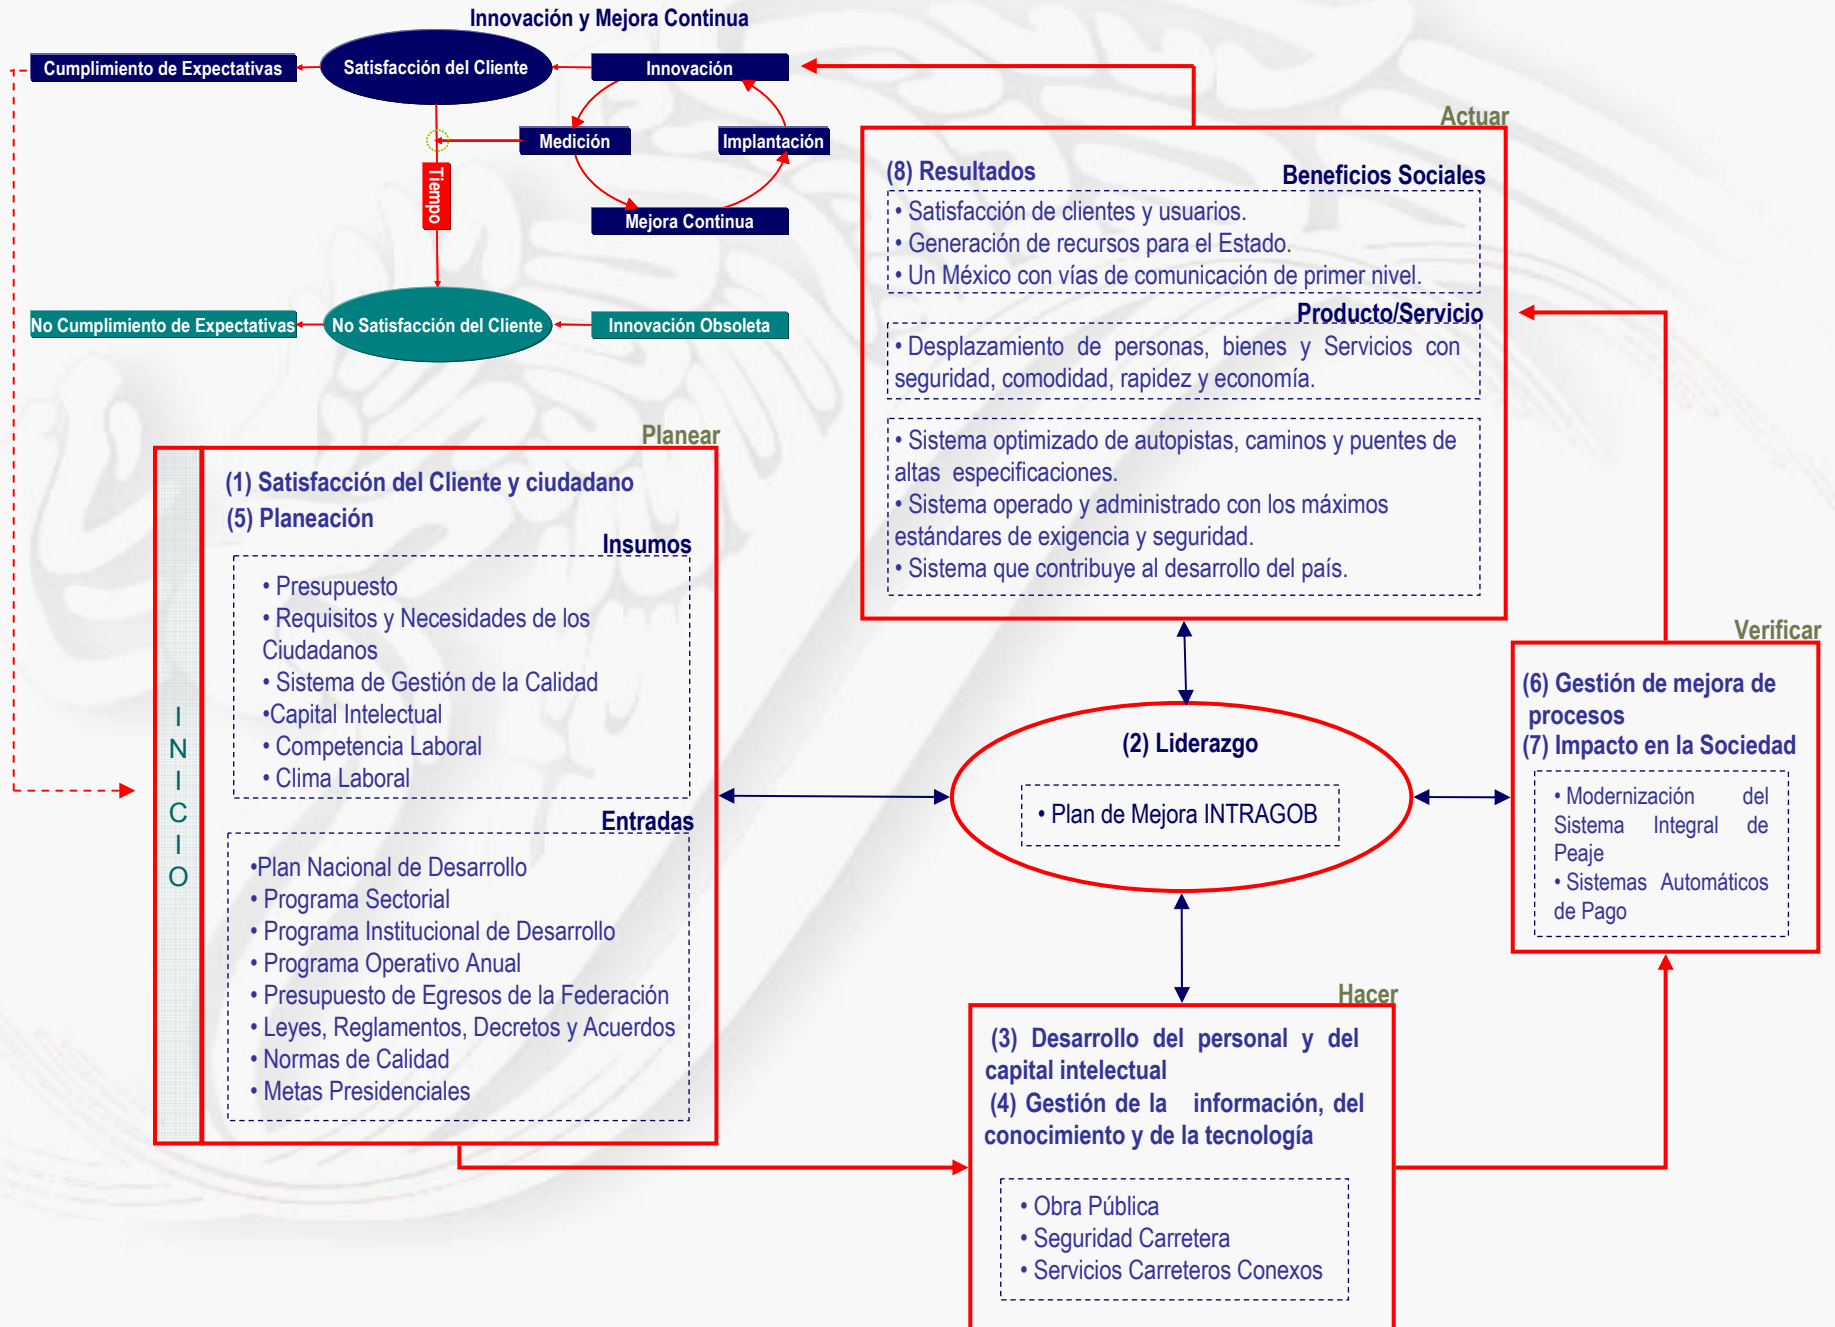 Innovación y Mejora Continua
Cumplimiento de Expectativas
Satisfacción del Cliente
Innovación
Medición
Implantación
Tiempo
Mejora Continua
No Cumplimiento de Expectativas
No Satisfacción del Cliente
Innovación Obsoleta
Actuar
(8) Resultados
Beneficios Sociales
• Satisfacción de clientes y usuarios.
• Generación de recursos para el Estado.
• Un México con vías de comunicación de primer nivel.
Producto/Servicio
• Desplazamiento de personas, bienes y Servicios con
seguridad, comodidad, rapidez y economía.
• Sistema optimizado de autopistas, caminos y puentes de
altas especificaciones.
• Sistema operado y administrado con los máximos
estándares de exigencia y seguridad.
• Sistema que contribuye al desarrollo del país.
Planear
INICIO
(1) Satisfacción del Cliente y ciudadano
(5) Planeación
Insumos
• Presupuesto
• Requisitos y Necesidades de los
Ciudadanos
• Sistema de Gestión de la Calidad
•Capital Intelectual
• Competencia Laboral
• Clima Laboral
Entradas
•Plan Nacional de Desarrollo
• Programa Sectorial
• Programa Institucional de Desarrollo
• Programa Operativo Anual
• Presupuesto de Egresos de la Federación
• Leyes, Reglamentos, Decretos y Acuerdos
• Normas de Calidad
• Metas Presidenciales
(2) Liderazgo
• Plan de Mejora INTRAGOB
Verificar
(6) Gestión de mejora de
procesos
(7) Impacto en la Sociedad
• Modernización del
Sistema Integral de
Peaje
• Sistemas Automáticos
de Pago
Hacer
(3) Desarrollo del personal y del
capital intelectual
(4) Gestión de la información, del
conocimiento y de la tecnología
• Obra Pública
• Seguridad Carretera
• Servicios Carreteros Conexos